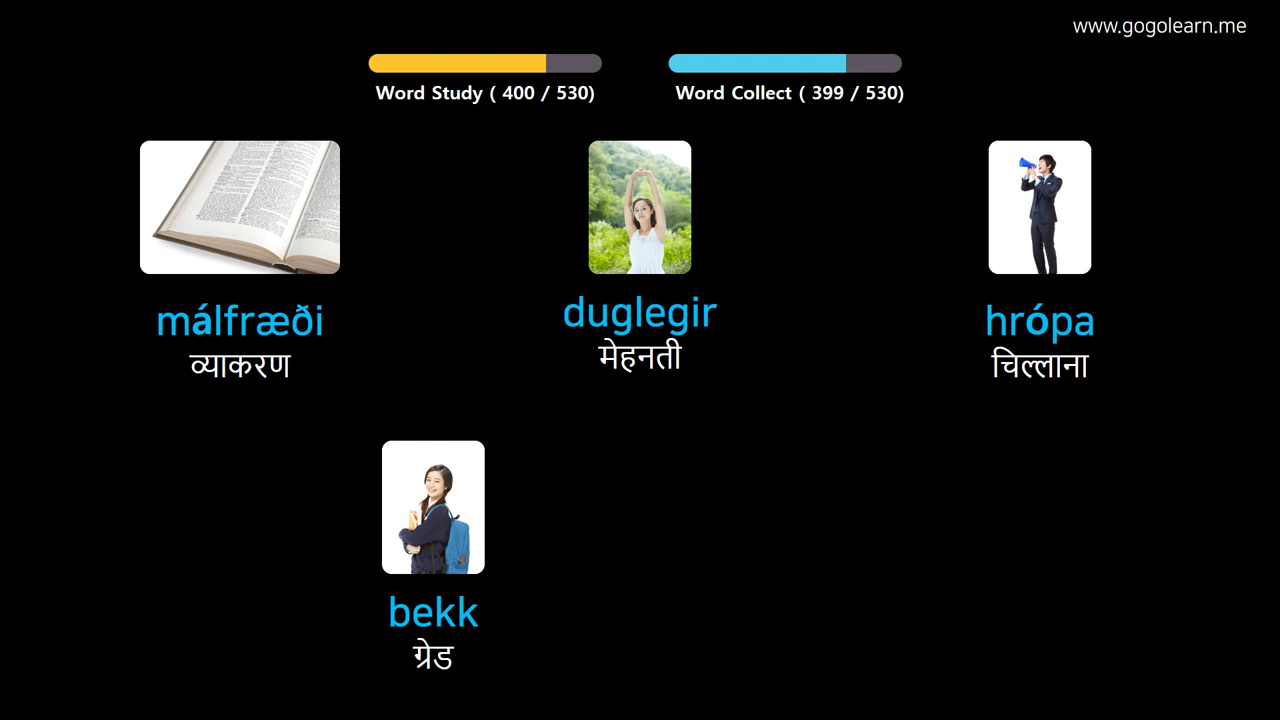 www.gogolearn.me
Word Study ( 400 / 530)
Word Collect ( 399 / 530)
málfræði
व्याकरण
duglegir
मेहनती
hrópa
चिल्लाना
bekk
ग्रेड